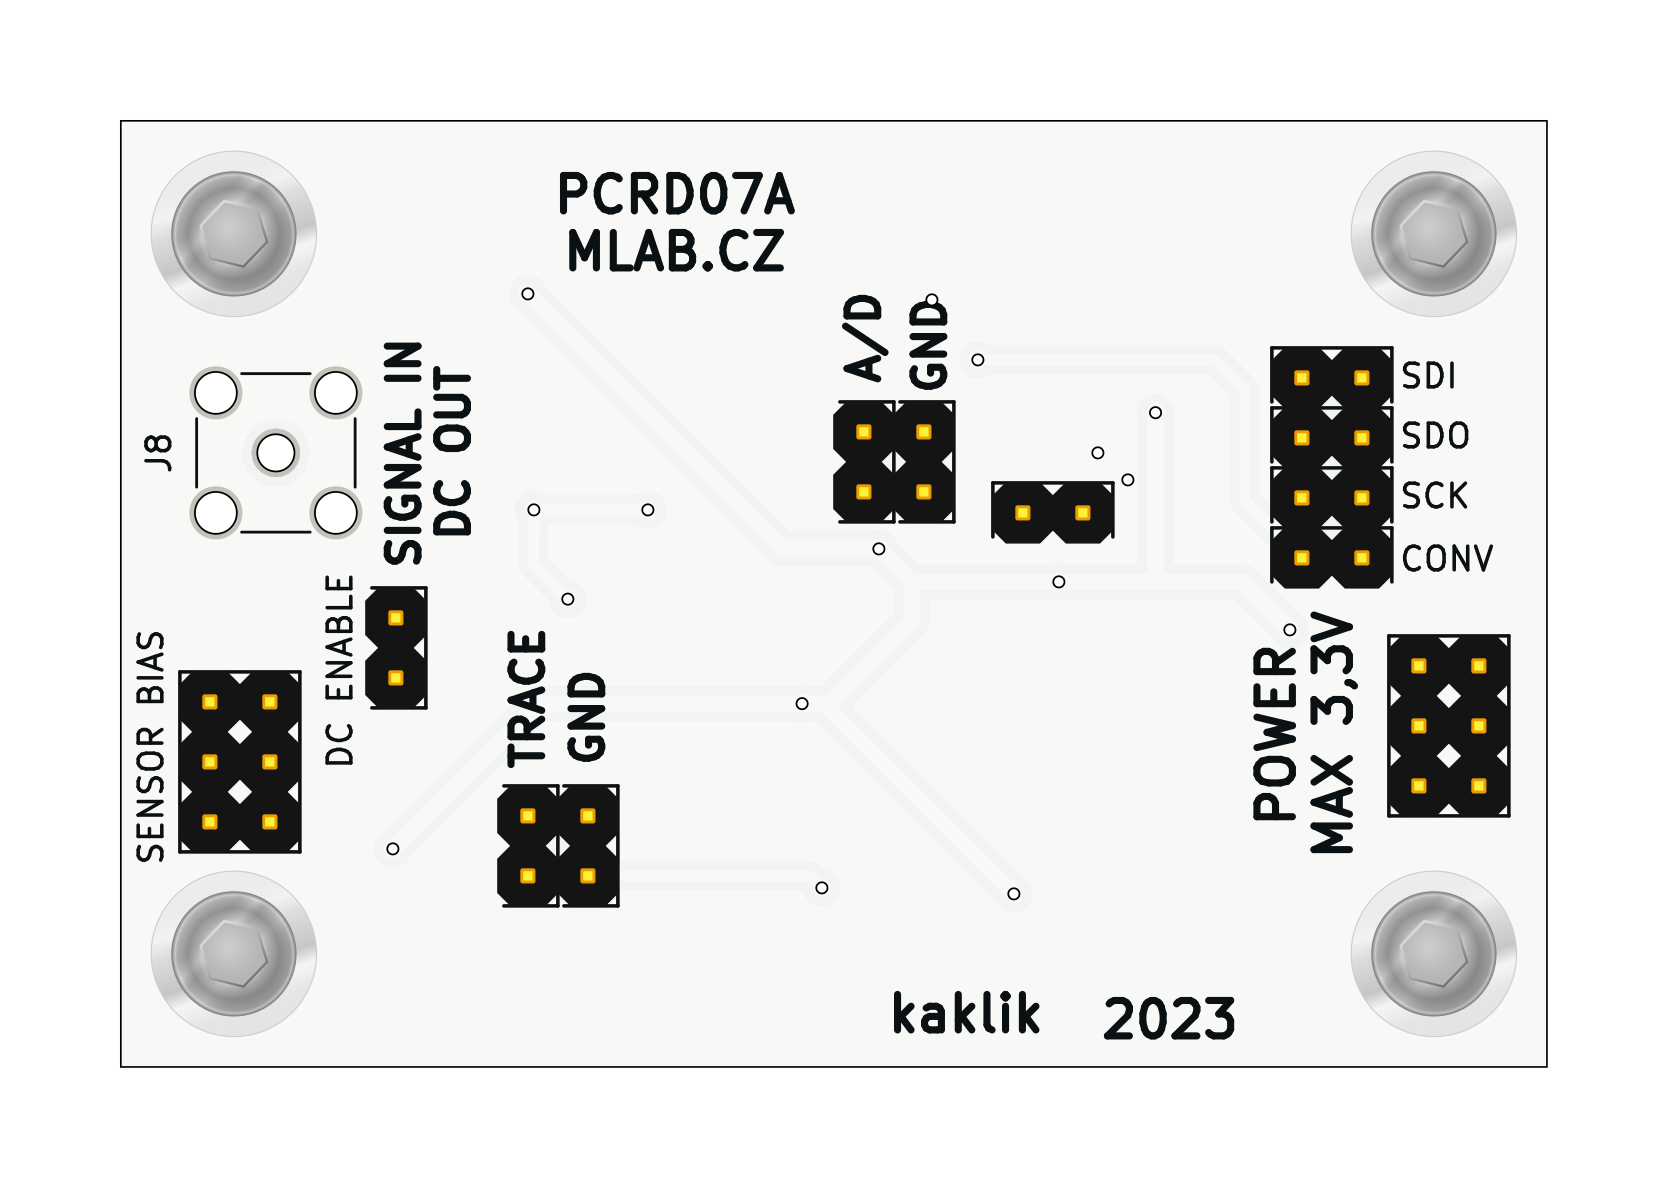 PCRD07A
MLAB.CZ
A/D
GND
SIGNAL IN
DC OUT
J8
SDI
SDO
SCK
CONV
DC ENABLE
SENSOR BIAS
TRACE
GND
POWER
MAX 3,3V
kaklik
2023